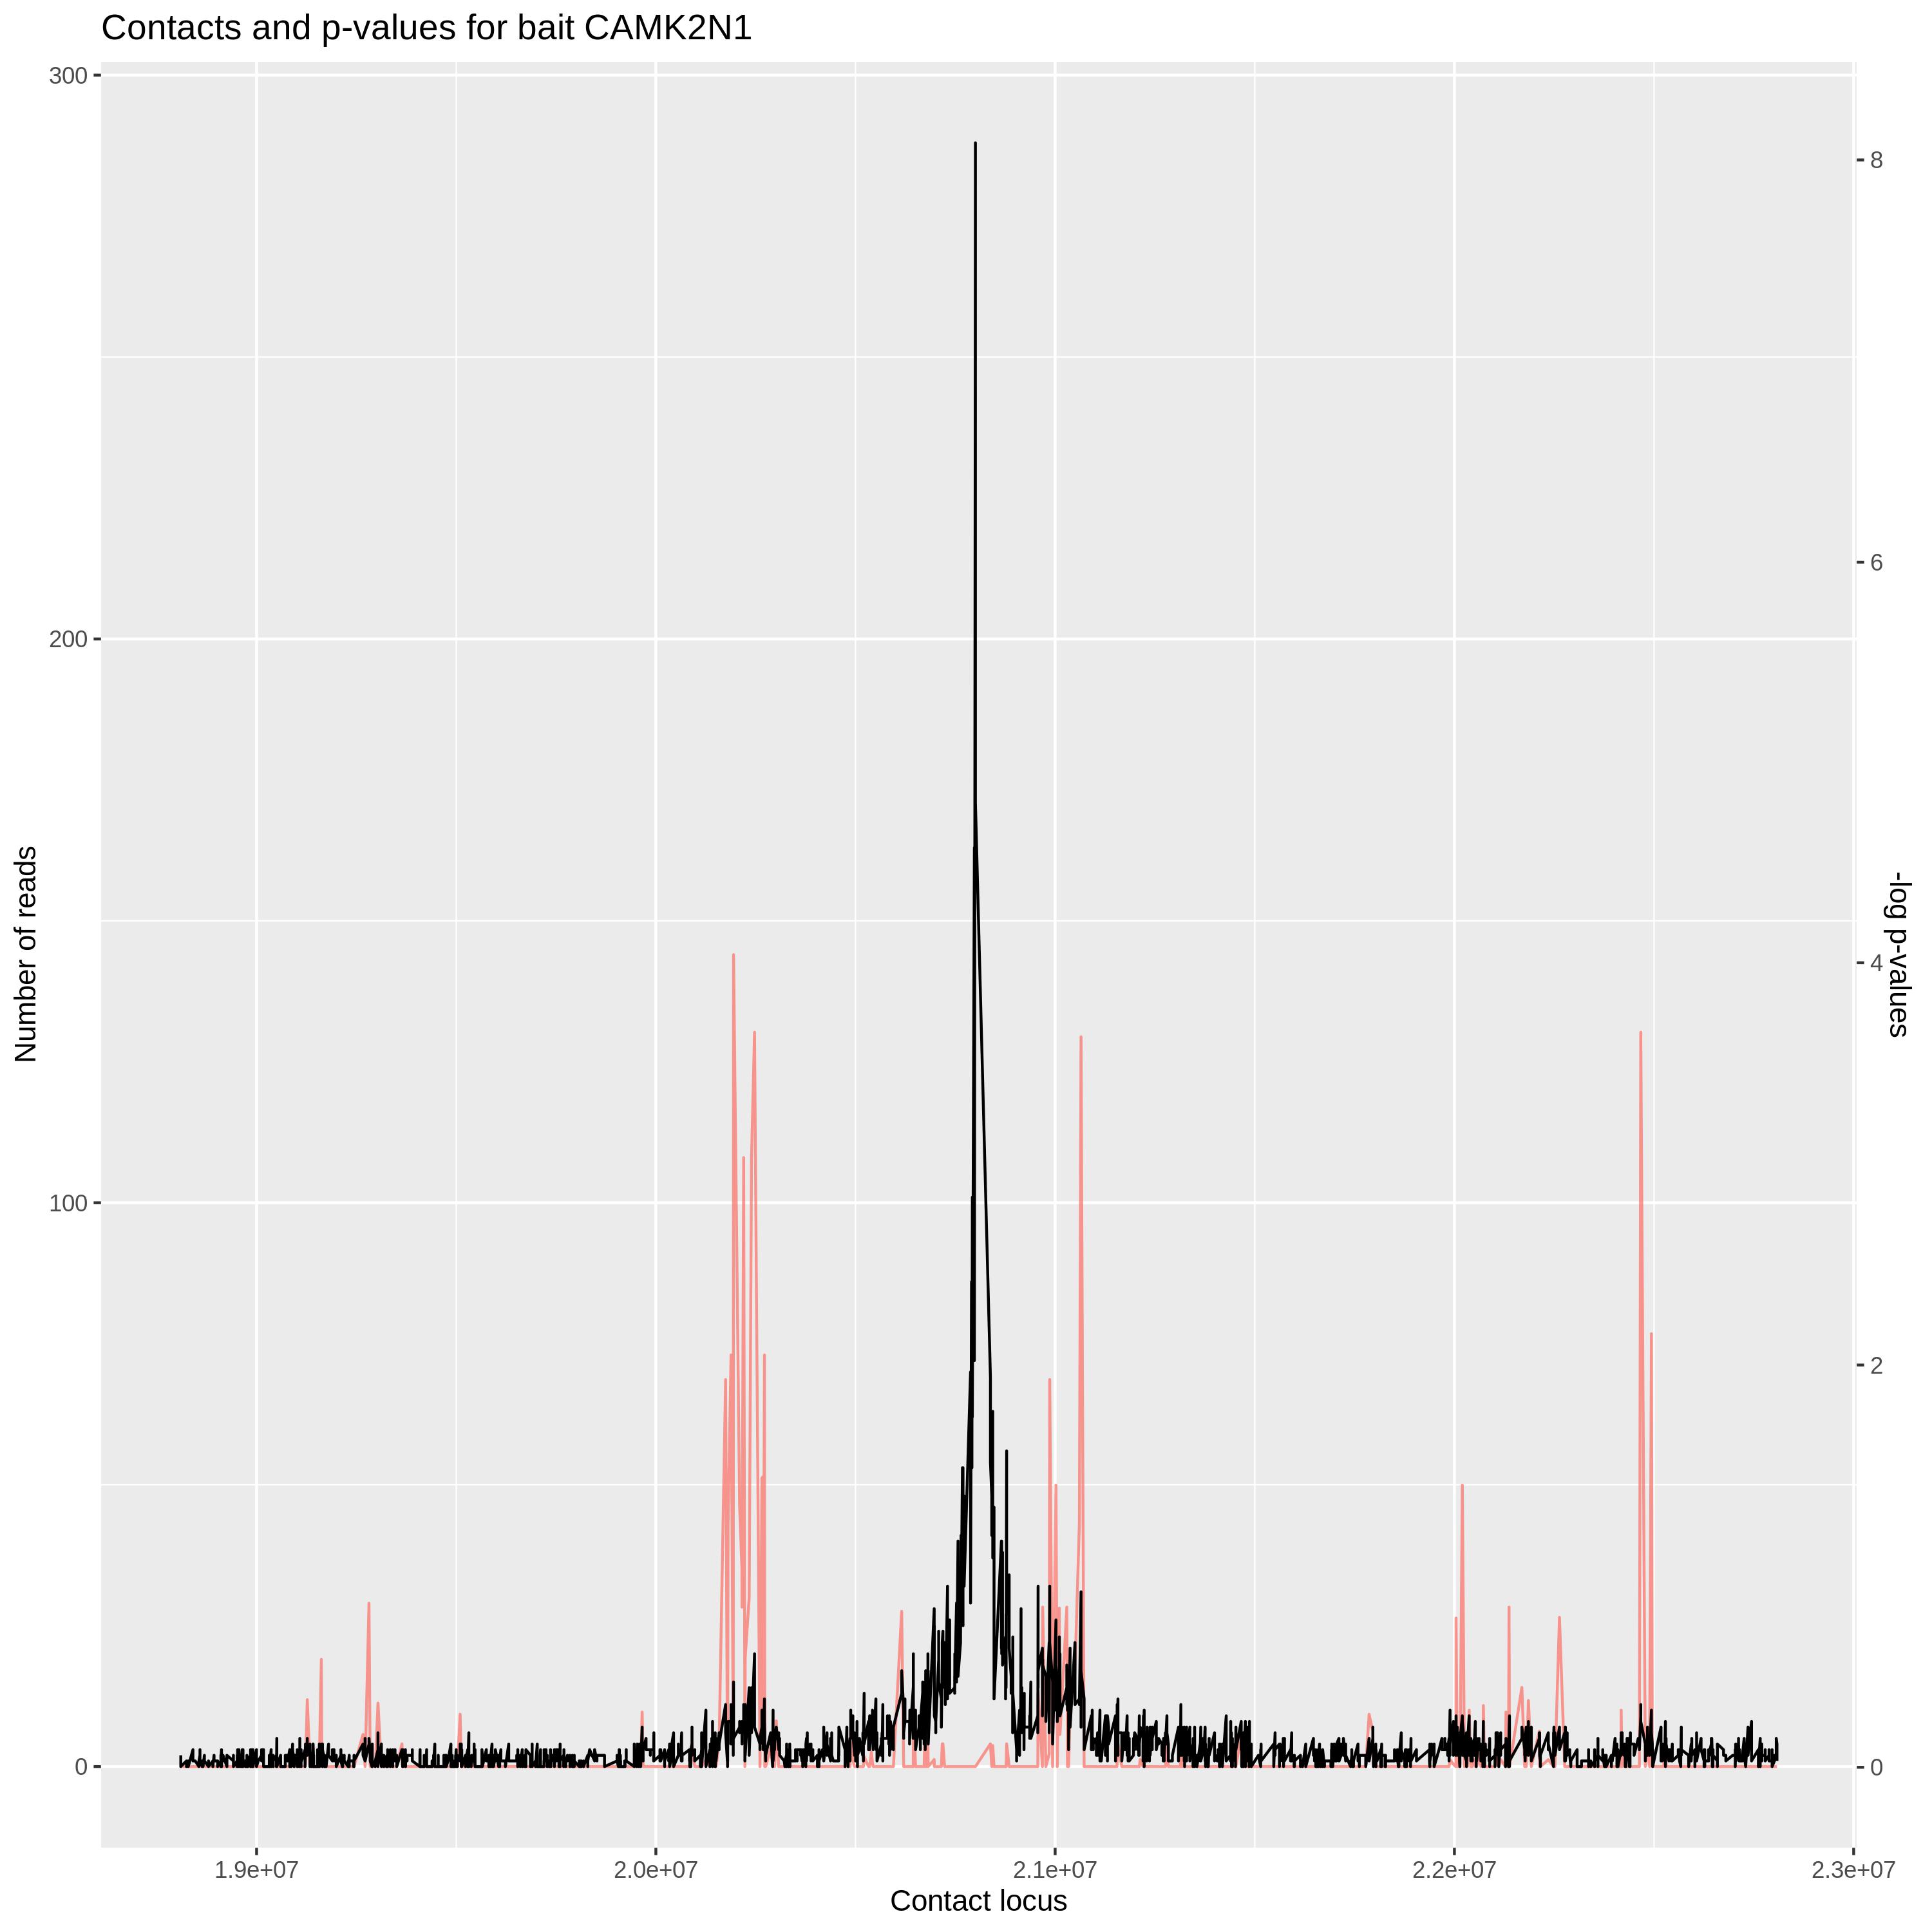 Contacts and p-values for bait CAMK2N1
300
200
100
0
Number of reads
8
6
4
2
0
-log p-values
1.9e+07
2.0e+07
2.1e+07
2.2e+07
2.3e+07
Contact locus